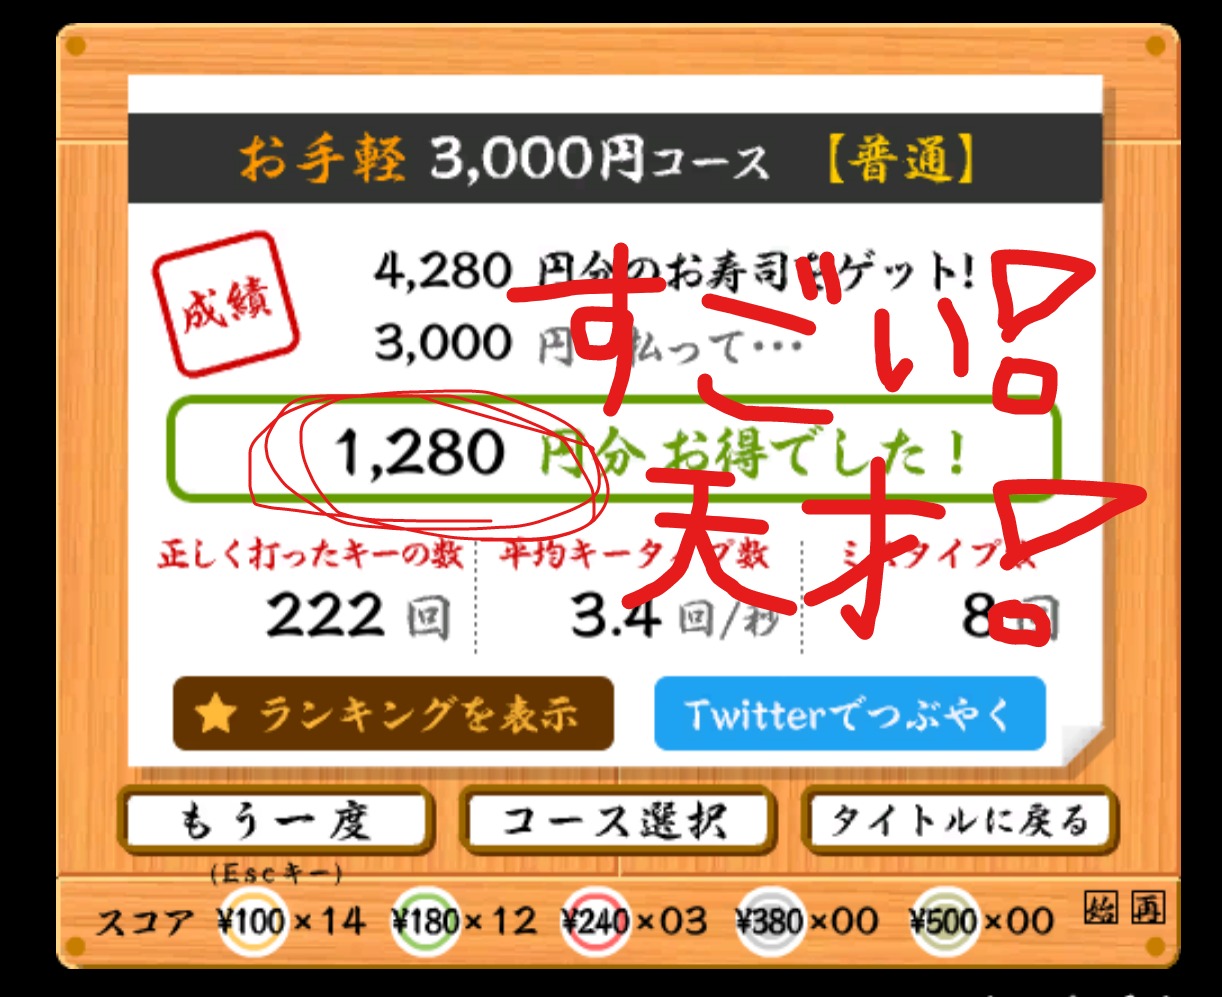 お手軽 3,000円コース 【普通】
成績
4,280 円分のお寿司をゲット!
3,000 円 払って…
すごい!
1,280 円分 お得でした!
天才!
正しく打ったキーの数 平均キータイプ数 ミスタイプ数
222 回 3.4 回/秒 8回
★ ランキングを表示 Twitterでつぶやく
もう一度 コース選択 タイトルに戻る
(Escキー)
スコア ¥100×14 ¥180×12 ¥240×03 ¥380×00 ¥500×00 始 再